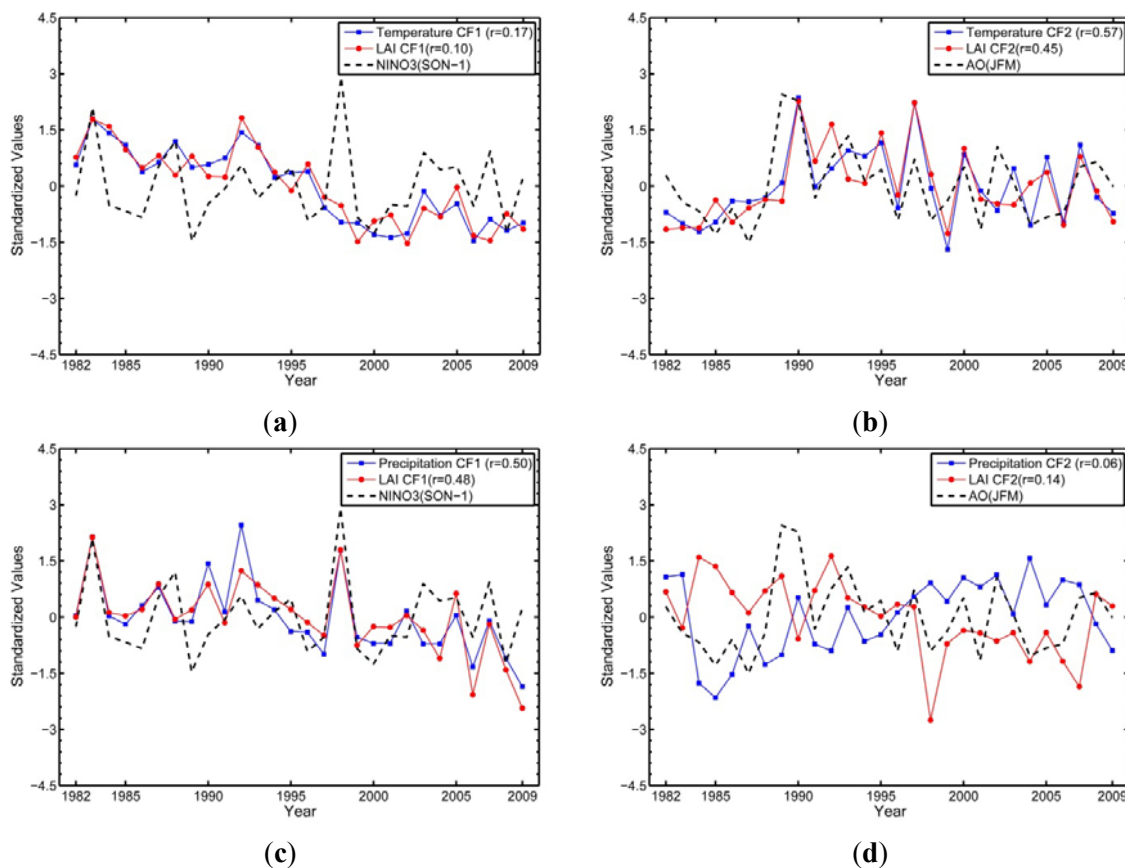 4.5
3
1.5
0
−1.5
−3
−4.5
Standardized Values
Temperature CF1 (r=0.17)
LAI CF1(r=0.10)
NINO3(SON−1)
1982 1985 1990 1995 2000 2005 2009
Year
(a)
4.5
3
1.5
0
−1.5
−3
−4.5
Standardized Values
Temperature CF2 (r=0.57)
LAI CF2(r=0.45)
AO(JFM)
1982 1985 1990 1995 2000 2005 2009
Year
(b)
4.5
3
1.5
0
−1.5
−3
−4.5
Standardized Values
Precipitation CF1 (r=0.50)
LAI CF1(r=0.48)
NINO3(SON−1)
1982 1985 1990 1995 2000 2005 2009
Year
(c)
4.5
3
1.5
0
−1.5
−3
−4.5
Standardized Values
Precipitation CF2 (r=0.06)
LAI CF2(r=0.14)
AO(JFM)
1982 1985 1990 1995 2000 2005 2009
Year
(d)